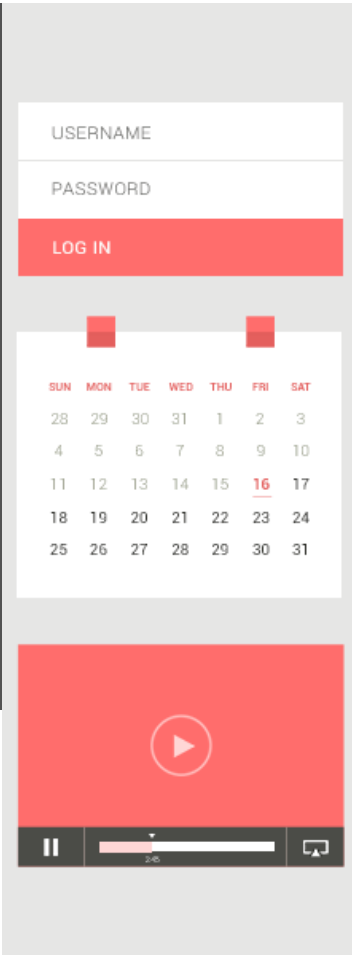 USERNAME
PASSWORD
LOG IN
SUN MON TUE WED THU FRI SAT
28 29 30 31 1 2 3
4 5 6 7 8 9 10
11 12 13 14 15 16 17
18 19 20 21 22 23 24
25 26 27 28 29 30 31
2:45